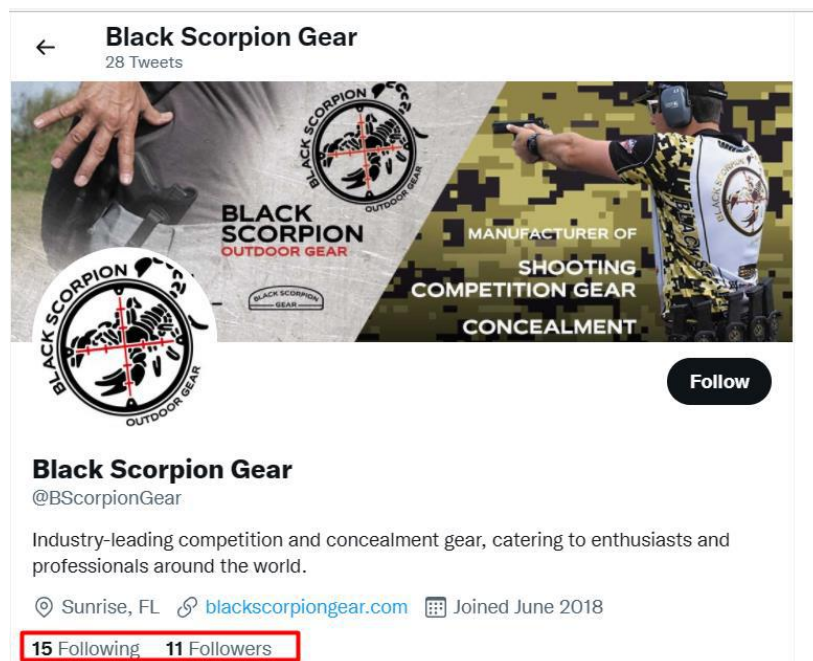 Black Scorpion Gear
28 Tweets
BLACK SCORPION
OUTDOOR GEAR
BLACK
SCORPION
OUTDOOR GEAR
BLACK SCORPION
GEAR
MANUFACTURER OF
SHOOTING
COMPETITION GEAR
CONCEALMENT
BLACK SCORPION
OUTDOOR GEAR
Follow
Black Scorpion Gear
@BScorpionGear
Industry-leading competition and concealment gear, catering to enthusiasts and
professionals around the world.
Sunrise, FL blackscorpiongear.com Joined June 2018
15 Following 11 Followers